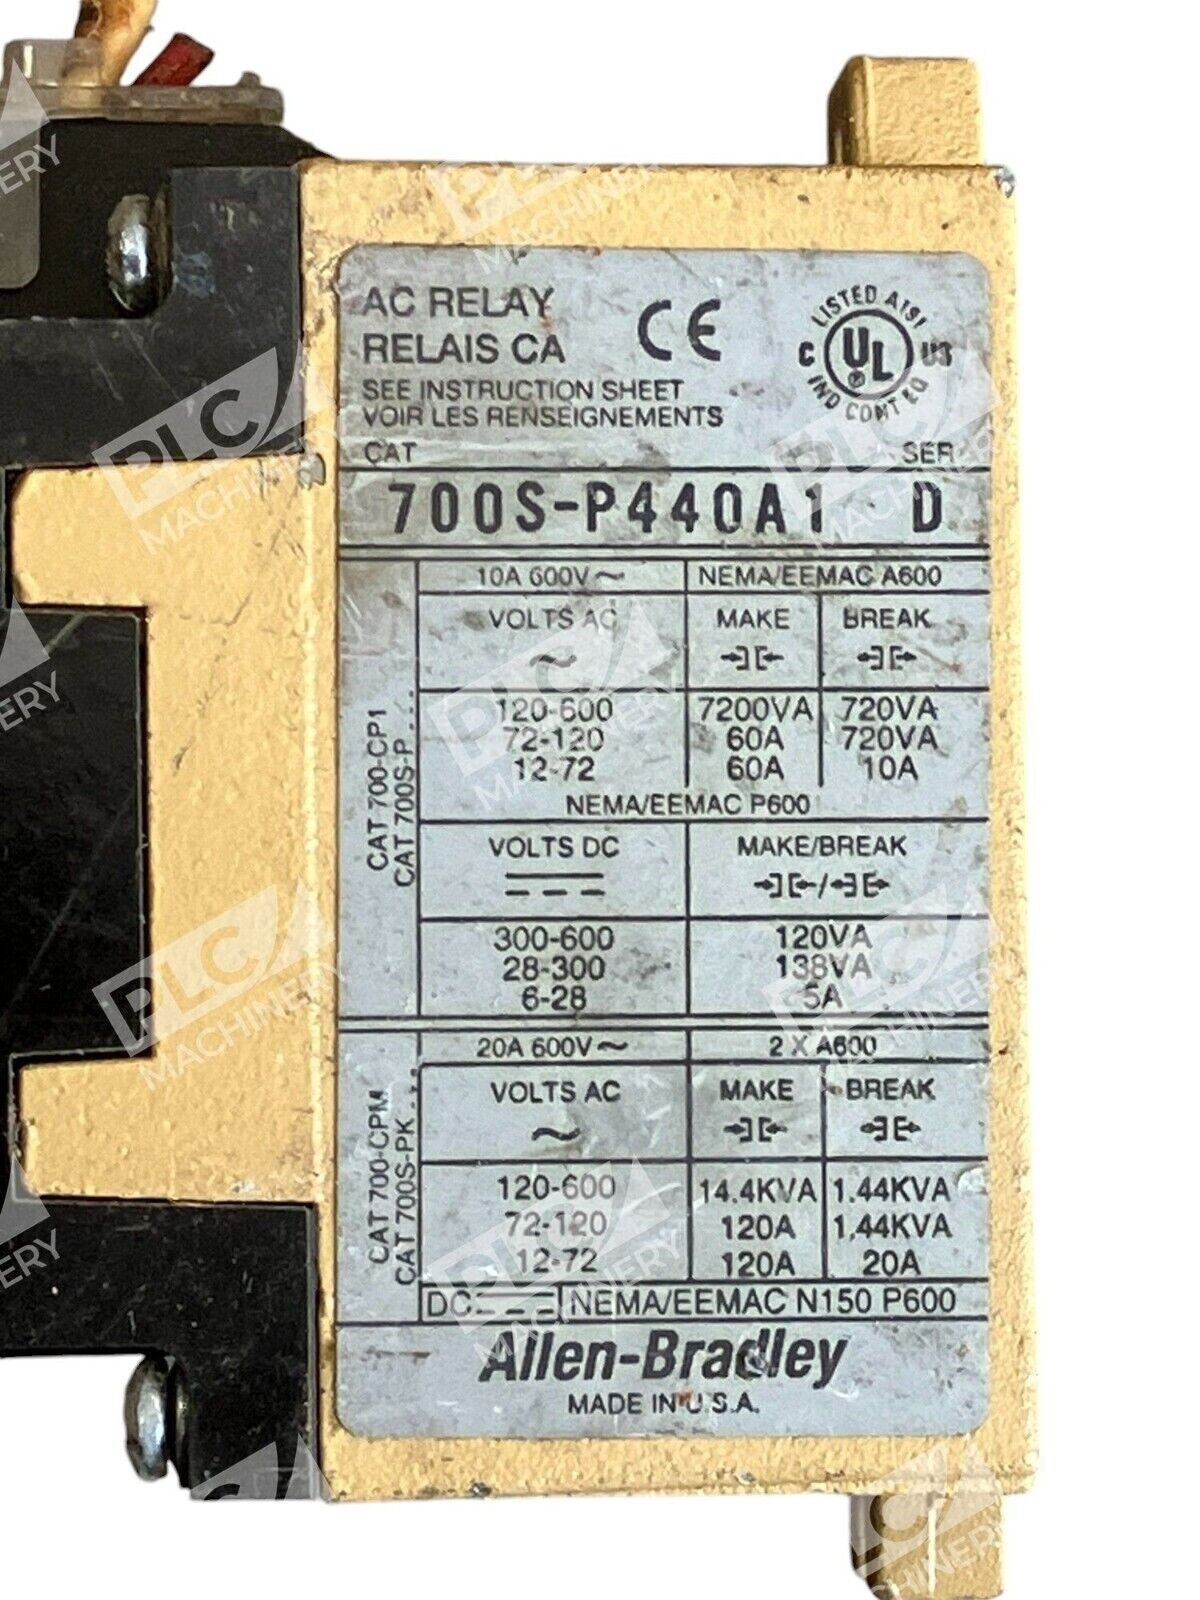 AC RELAY
RELAIS CA
CE
LISTED A191
C UL US
®
IND CONT EQ
SEE INSTRUCTION SHEET
VOIR LES RENSEIGNEMENTS
CAT SER
700S-P440A1 D
CAT 700-CP1
CAT 700S-P ...
10A 600V~ NEMA/EEMAC A600
VOLTS AC MAKE BREAK
~
120-600 7200VA 720VA
72-120 60A 720VA
12-72 60A 10A
NEMA/EEMAC P600
VOLTS DC MAKE/BREAK
/
300-600 120VA
28-300 138VA
6-28 5A
CAT 700-CPM
CAT 700S-PK ...
20A 600V~ 2 X A600
VOLTS AC MAKE BREAK
~
120-600 14.4KVA 1.44KVA
72-120 120A 1.44KVA
12-72 120A 20A
DC NEMA/EEMAC N150 P600
Allen-Bradley
MADE IN U.S.A.
PLC MACHINERY